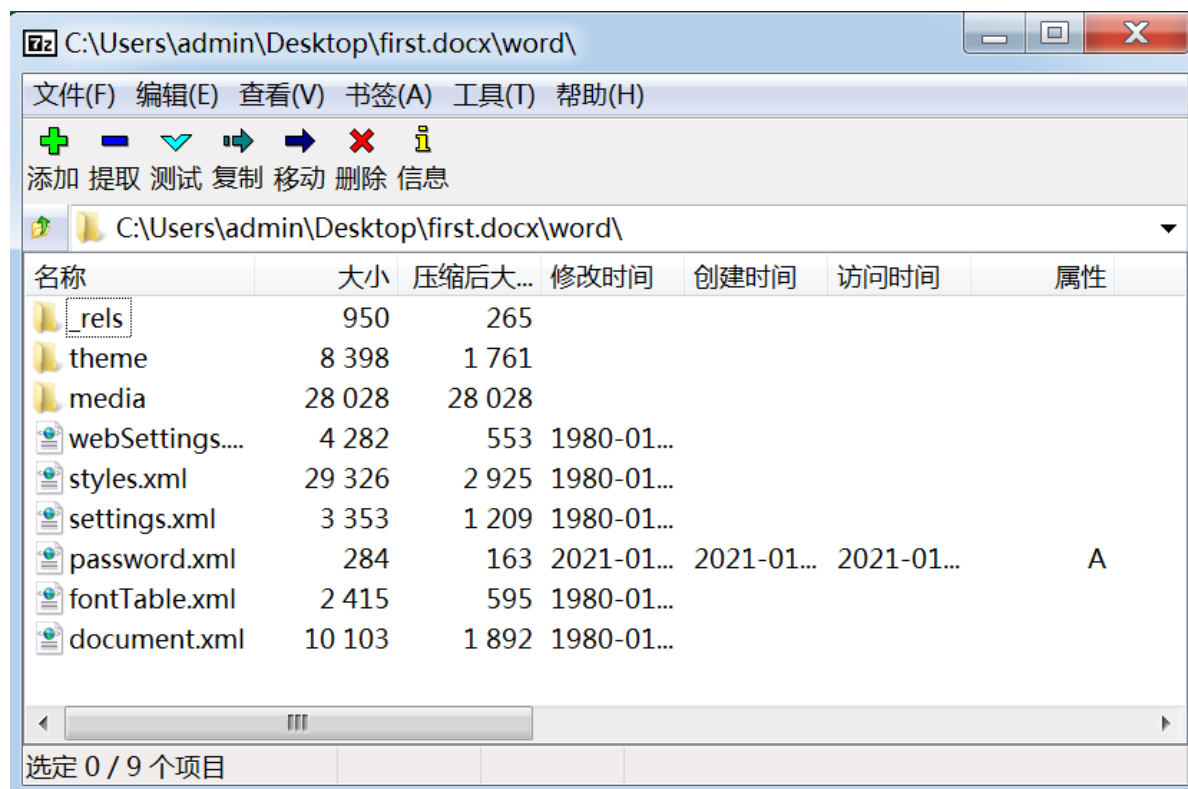 7z C:\Users\admin\Desktop\first.docx\word\
文件(F) 编辑(E) 查看(V) 书签(A) 工具(T) 帮助(H)
添加 提取 测试 复制 移动 删除 信息
C:\Users\admin\Desktop\first.docx\word\
名称 大小 压缩后大... 修改时间 创建时间 访问时间 属性
_rels 950 265
theme 8 398 1 761
media 28 028 28 028
webSettings.... 4 282 553 1980-01...
styles.xml 29 326 2 925 1980-01...
settings.xml 3 353 1 209 1980-01...
password.xml 284 163 2021-01... 2021-01... 2021-01... A
fontTable.xml 2 415 595 1980-01...
document.xml 10 103 1 892 1980-01...
选定 0 / 9 个项目